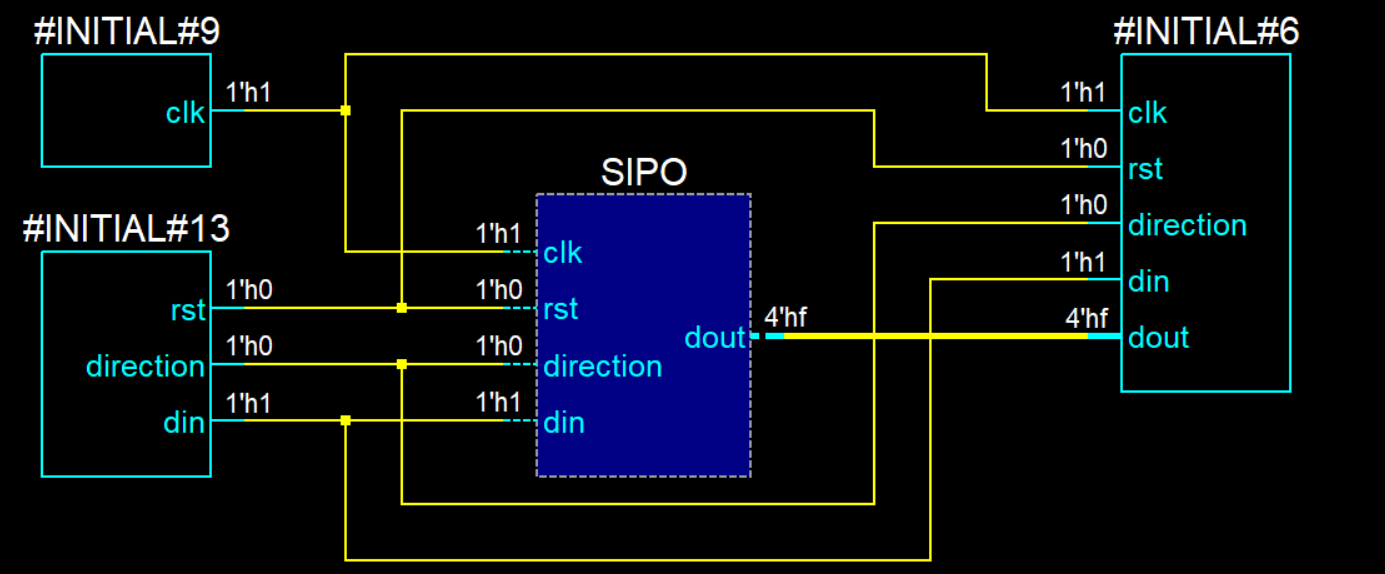 #INITIAL#9
clk
1'h1
#INITIAL#13
rst
1'h0
direction
1'h0
din
1'h1
SIPO
1'h1
clk
1'h0
rst
1'h0
direction
1'h1
din
dout
4'hf
#INITIAL#6
1'h1
clk
1'h0
rst
1'h0
direction
1'h1
din
4'hf
dout